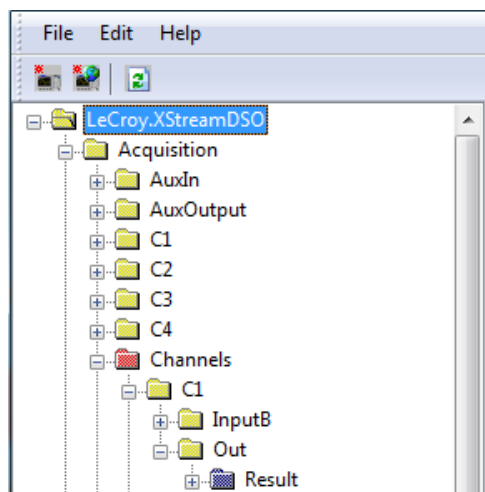 File Edit Help
LeCroy.XStreamDSO
Acquisition
AuxIn
AuxOutput
C1
C2
C3
C4
Channels
C1
InputB
Out
Result